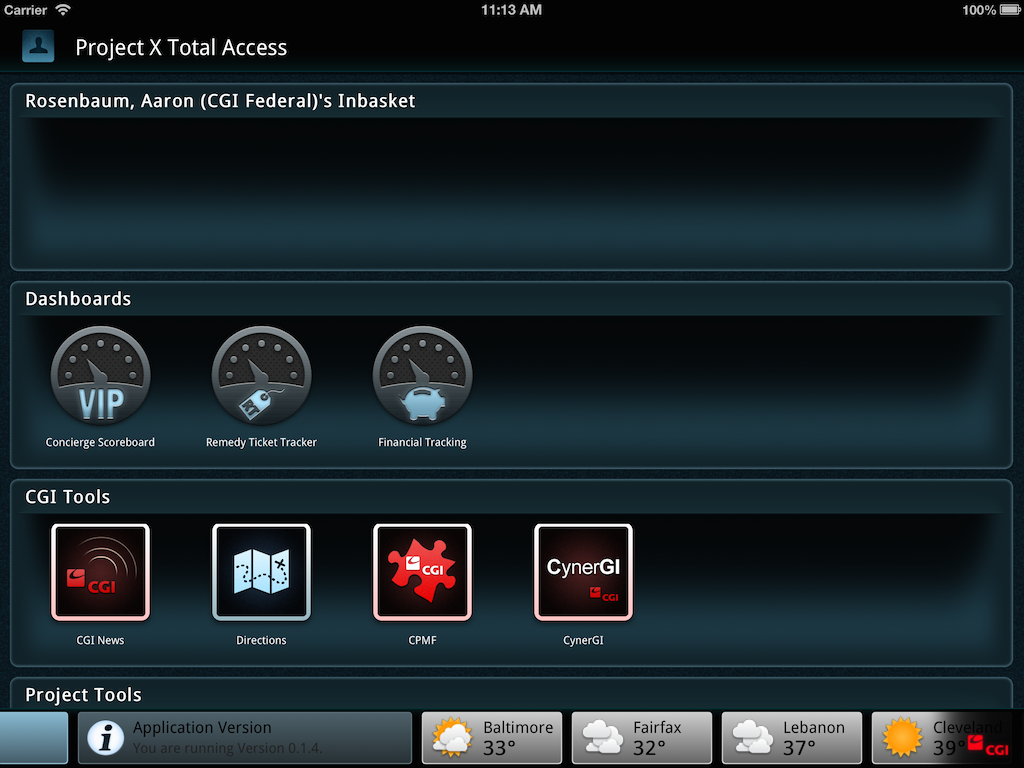 Carrier 11:13 AM 100%
Project X Total Access
Rosenbaum, Aaron (CGI Federal)'s Inbasket
Dashboards
VIP
Concierge Scoreboard Remedy Ticket Tracker Financial Tracking
CGI Tools
CGI CGI CynerGI CGI
CGI News Directions CPMF CynerGI
Project Tools
Application Version Baltimore Fairfax Lebanon Cleveland
You are running Version 0.1.4. 33° 32° 37° 39° CGI